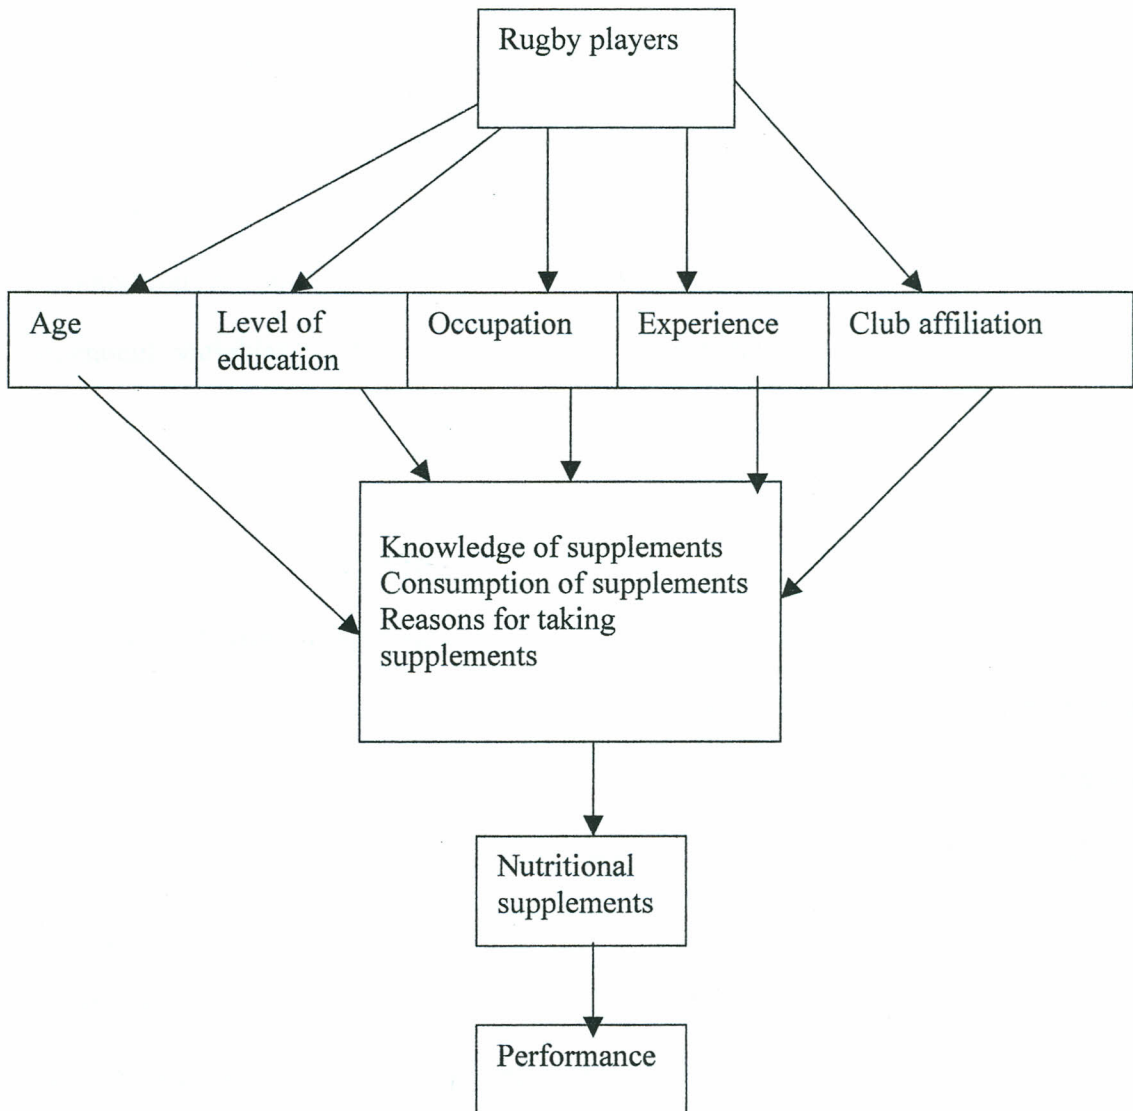 Rugby players
Age
Level of
education
Occupation
Experience
Club affiliation
Knowledge of supplements
Consumption of supplements
Reasons for taking
supplements
Nutritional
supplements
Performance